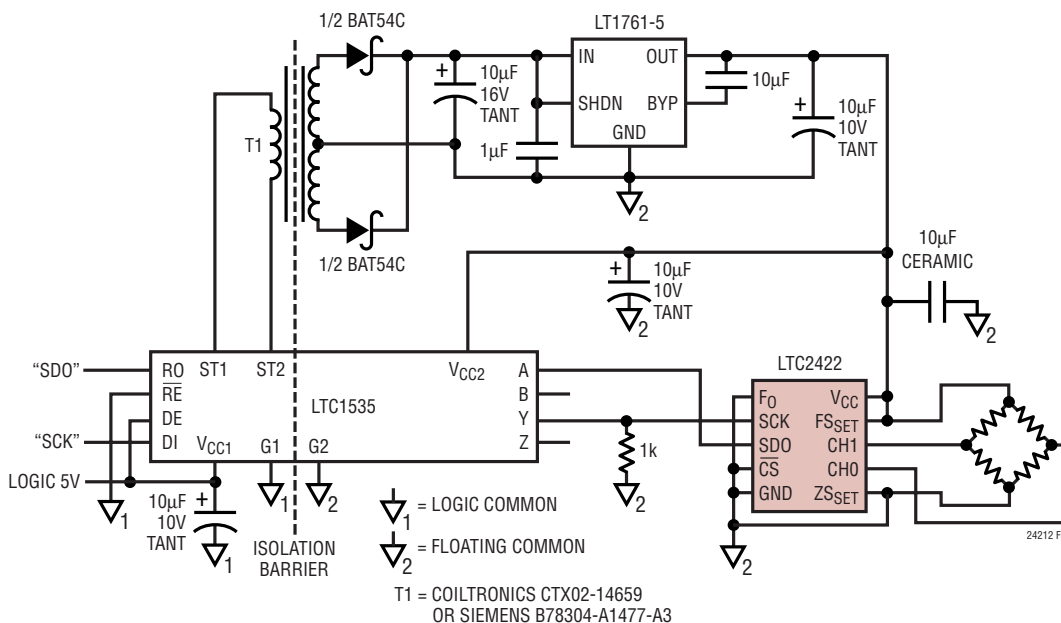 1/2 BAT54C
LT1761-5
IN
OUT
SHDN
BYP
GND
+
10µF
16V
TANT
10µF
+
10µF
10V
TANT
1µF
T1
2
1/2 BAT54C
+
10µF
10V
TANT
2
10µF
CERAMIC
2
"SDO"
RO
ST1
ST2
VCC2
A
RE
B
LTC1535
DE
Y
"SCK"
DI
VCC1
G1
G2
Z
LOGIC 5V
1k
2
LTC2422
FO
VCC
SCK
FSSET
SDO
CH1
CS
CH0
GND
ZSSET
2
1
10µF
10V
TANT
+
1
1
2
ISOLATION
BARRIER
1
= LOGIC COMMON
2
= FLOATING COMMON
T1 = COILTRONICS CTX02-14659
OR SIEMENS B78304-A1477-A3
24212 F